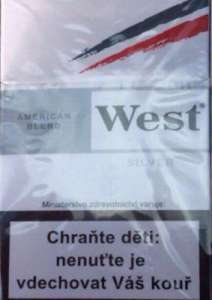 AMERICAN
BLEND
West
SILVER
Ministerstvo zdravotnictví varuje:
Chraňte děti:
nenuťte je
vdechovat Váš kouř